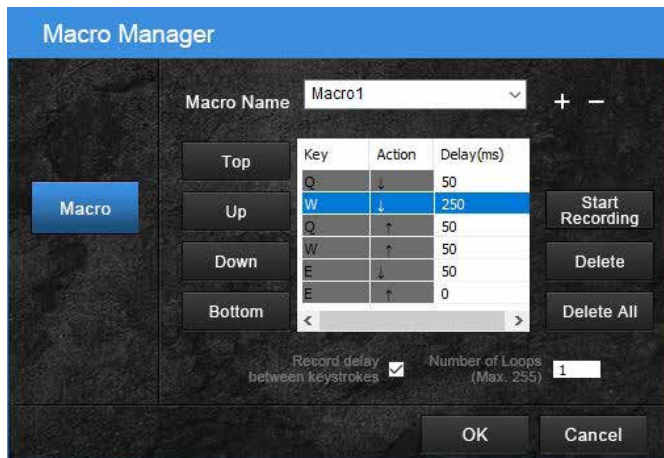 Macro Manager
Macro Name Macro1 + −
Top
Up
Down
Bottom
Macro
Key Action Delay(ms)
Q ↓ 50
W ↓ 250
Q ↑ 50
W ↑ 50
E ↓ 50
E ↑ 0
Start
Recording
Delete
Delete All
Record delay
between keystrokes
Number of Loops
(Max. 255)
1
OK Cancel